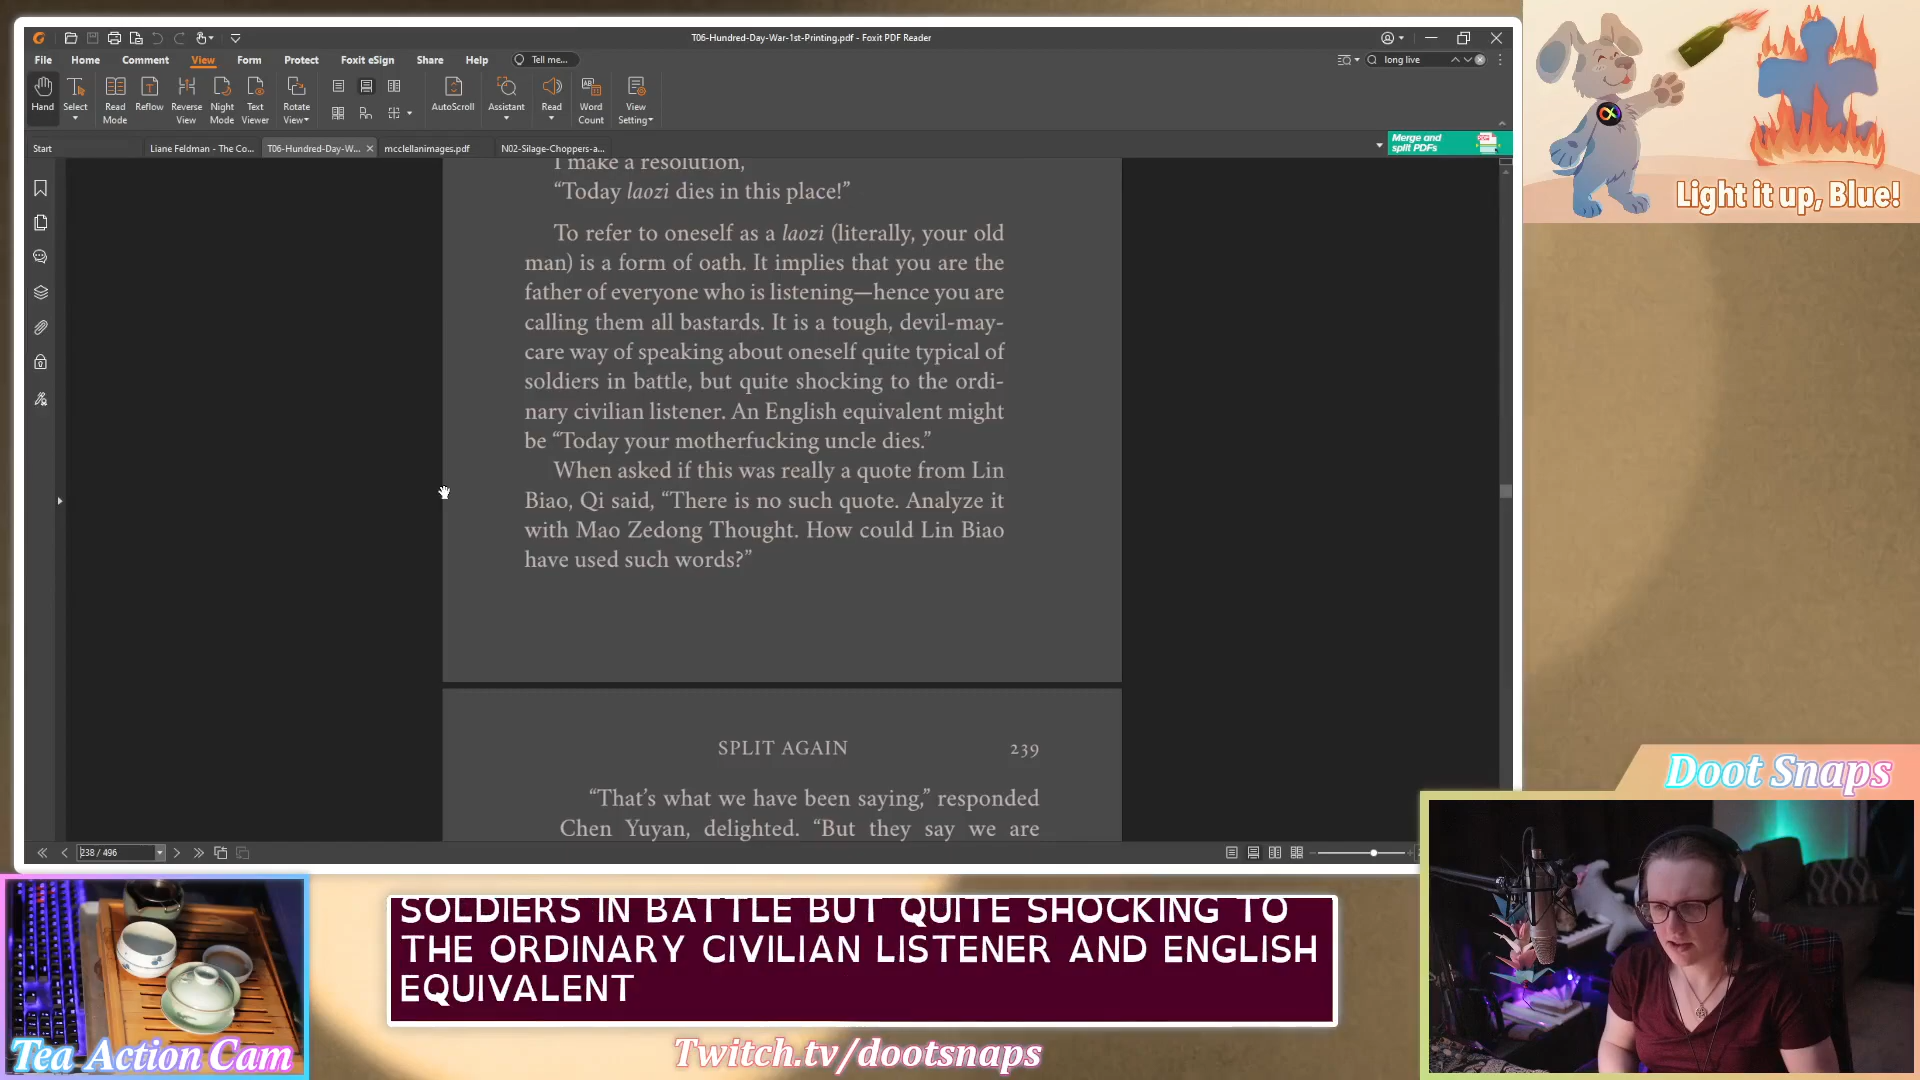 T06-Hundred-Day-War-1st-Printing.pdf - Foxit PDF Reader
File Home Comment View Form Protect Foxit eSign Share Help Tell me... long live
Hand Select Read Mode Reflow Reverse View Night Mode Text Viewer Rotate View AutoScroll Assistant Read Word Count View Setting
Start Liane Feldman - The Co... T06-Hundred-Day-W... mcclellanimages.pdf N02-Silage-Choppers-a... Merge and split PDFs
I make a resolution,
“Today laozi dies in this place!”
To refer to oneself as a laozi (literally, your old
man) is a form of oath. It implies that you are the
father of everyone who is listening—hence you are
calling them all bastards. It is a tough, devil-may-
care way of speaking about oneself quite typical of
soldiers in battle, but quite shocking to the ordi-
nary civilian listener. An English equivalent might
be “Today your motherfucking uncle dies.”
When asked if this was really a quote from Lin
Biao, Qi said, “There is no such quote. Analyze it
with Mao Zedong Thought. How could Lin Biao
have used such words?”
SPLIT AGAIN 239
“That’s what we have been saying,” responded
Chen Yuyan, delighted. “But they say we are
238 / 496
Light it up, Blue!
Doot Snaps
SOLDIERS IN BATTLE BUT QUITE SHOCKING TO
THE ORDINARY CIVILIAN LISTENER AND ENGLISH
EQUIVALENT
Tea Action Cam
Twitch.tv/dootsnaps